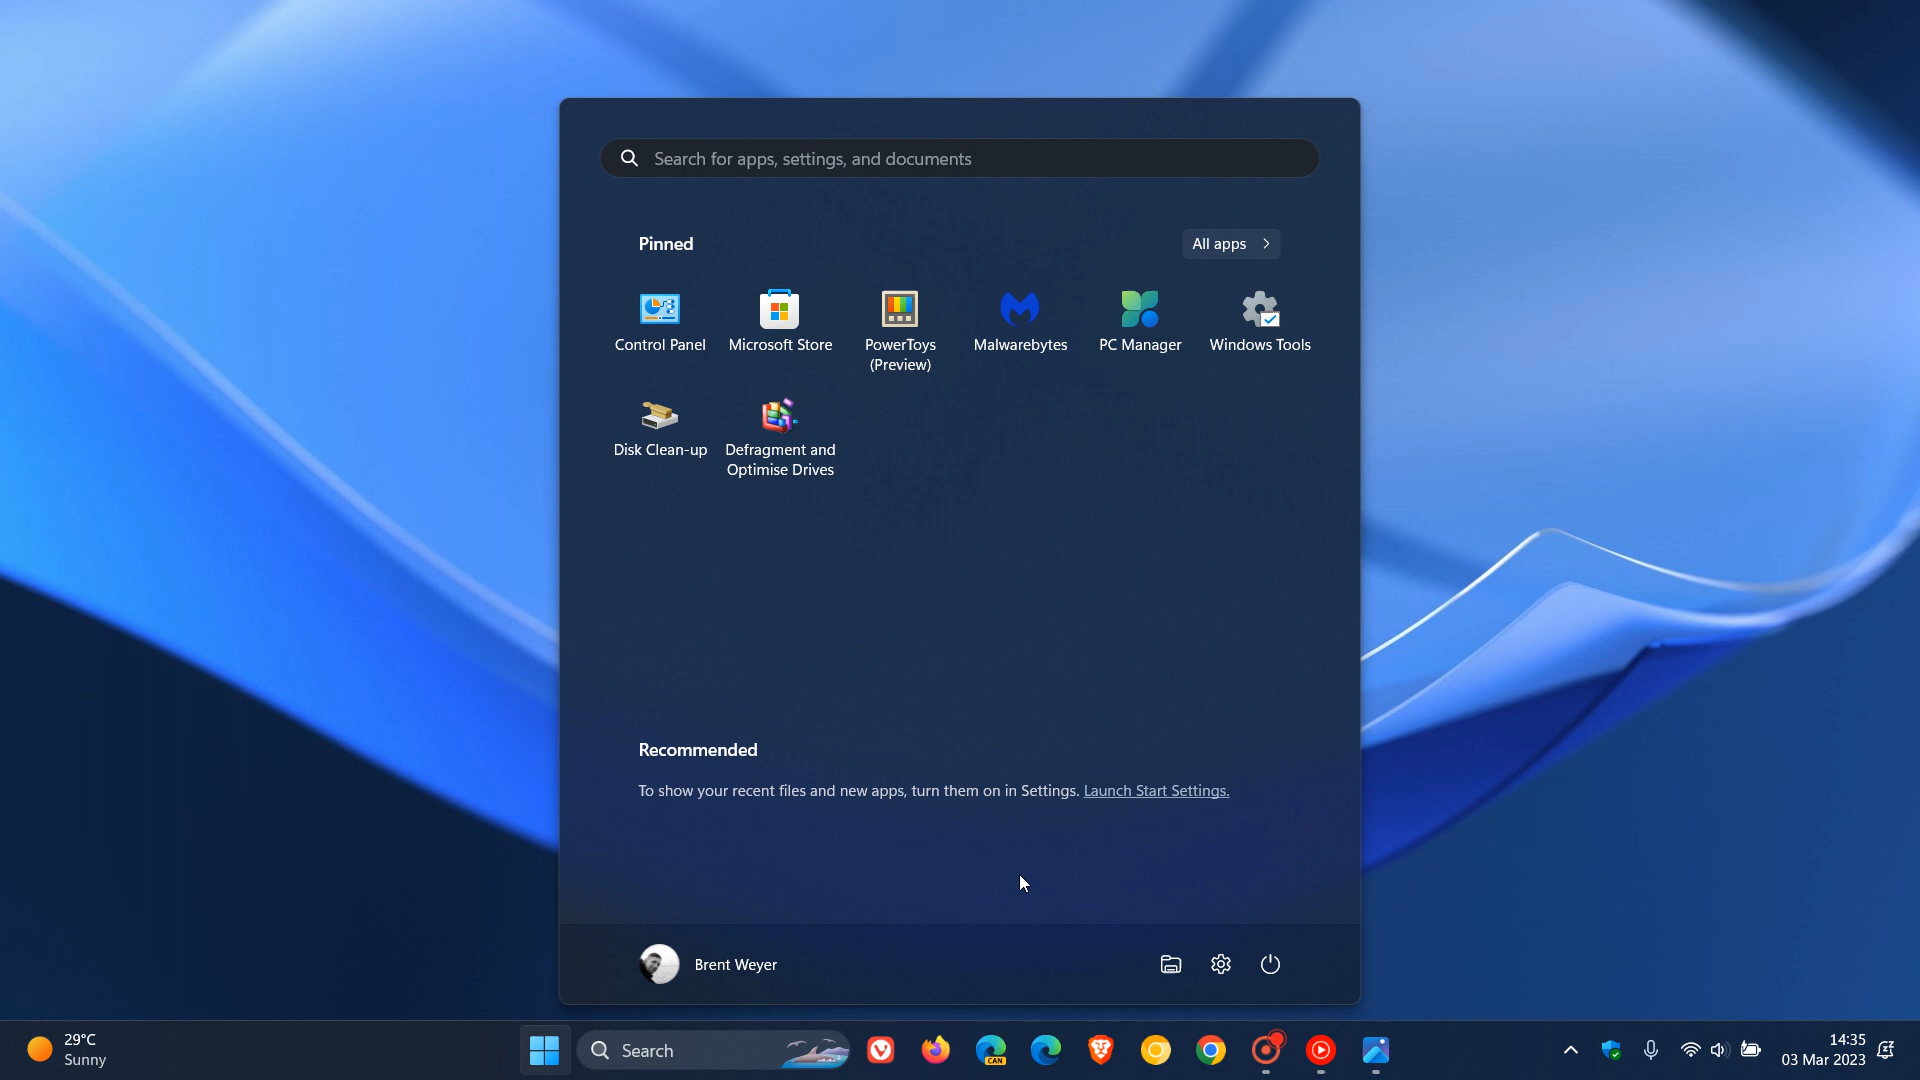 Search for apps, settings, and documents
Pinned
All apps
Control Panel
Microsoft Store
PowerToys
(Preview)
Malwarebytes
PC Manager
Windows Tools
Disk Clean-up
Defragment and
Optimise Drives
Recommended
To show your recent files and new apps, turn them on in Settings. Launch Start Settings.
Brent Weyer
29°C
Sunny
Search
CAN
14:35
03 Mar 2023